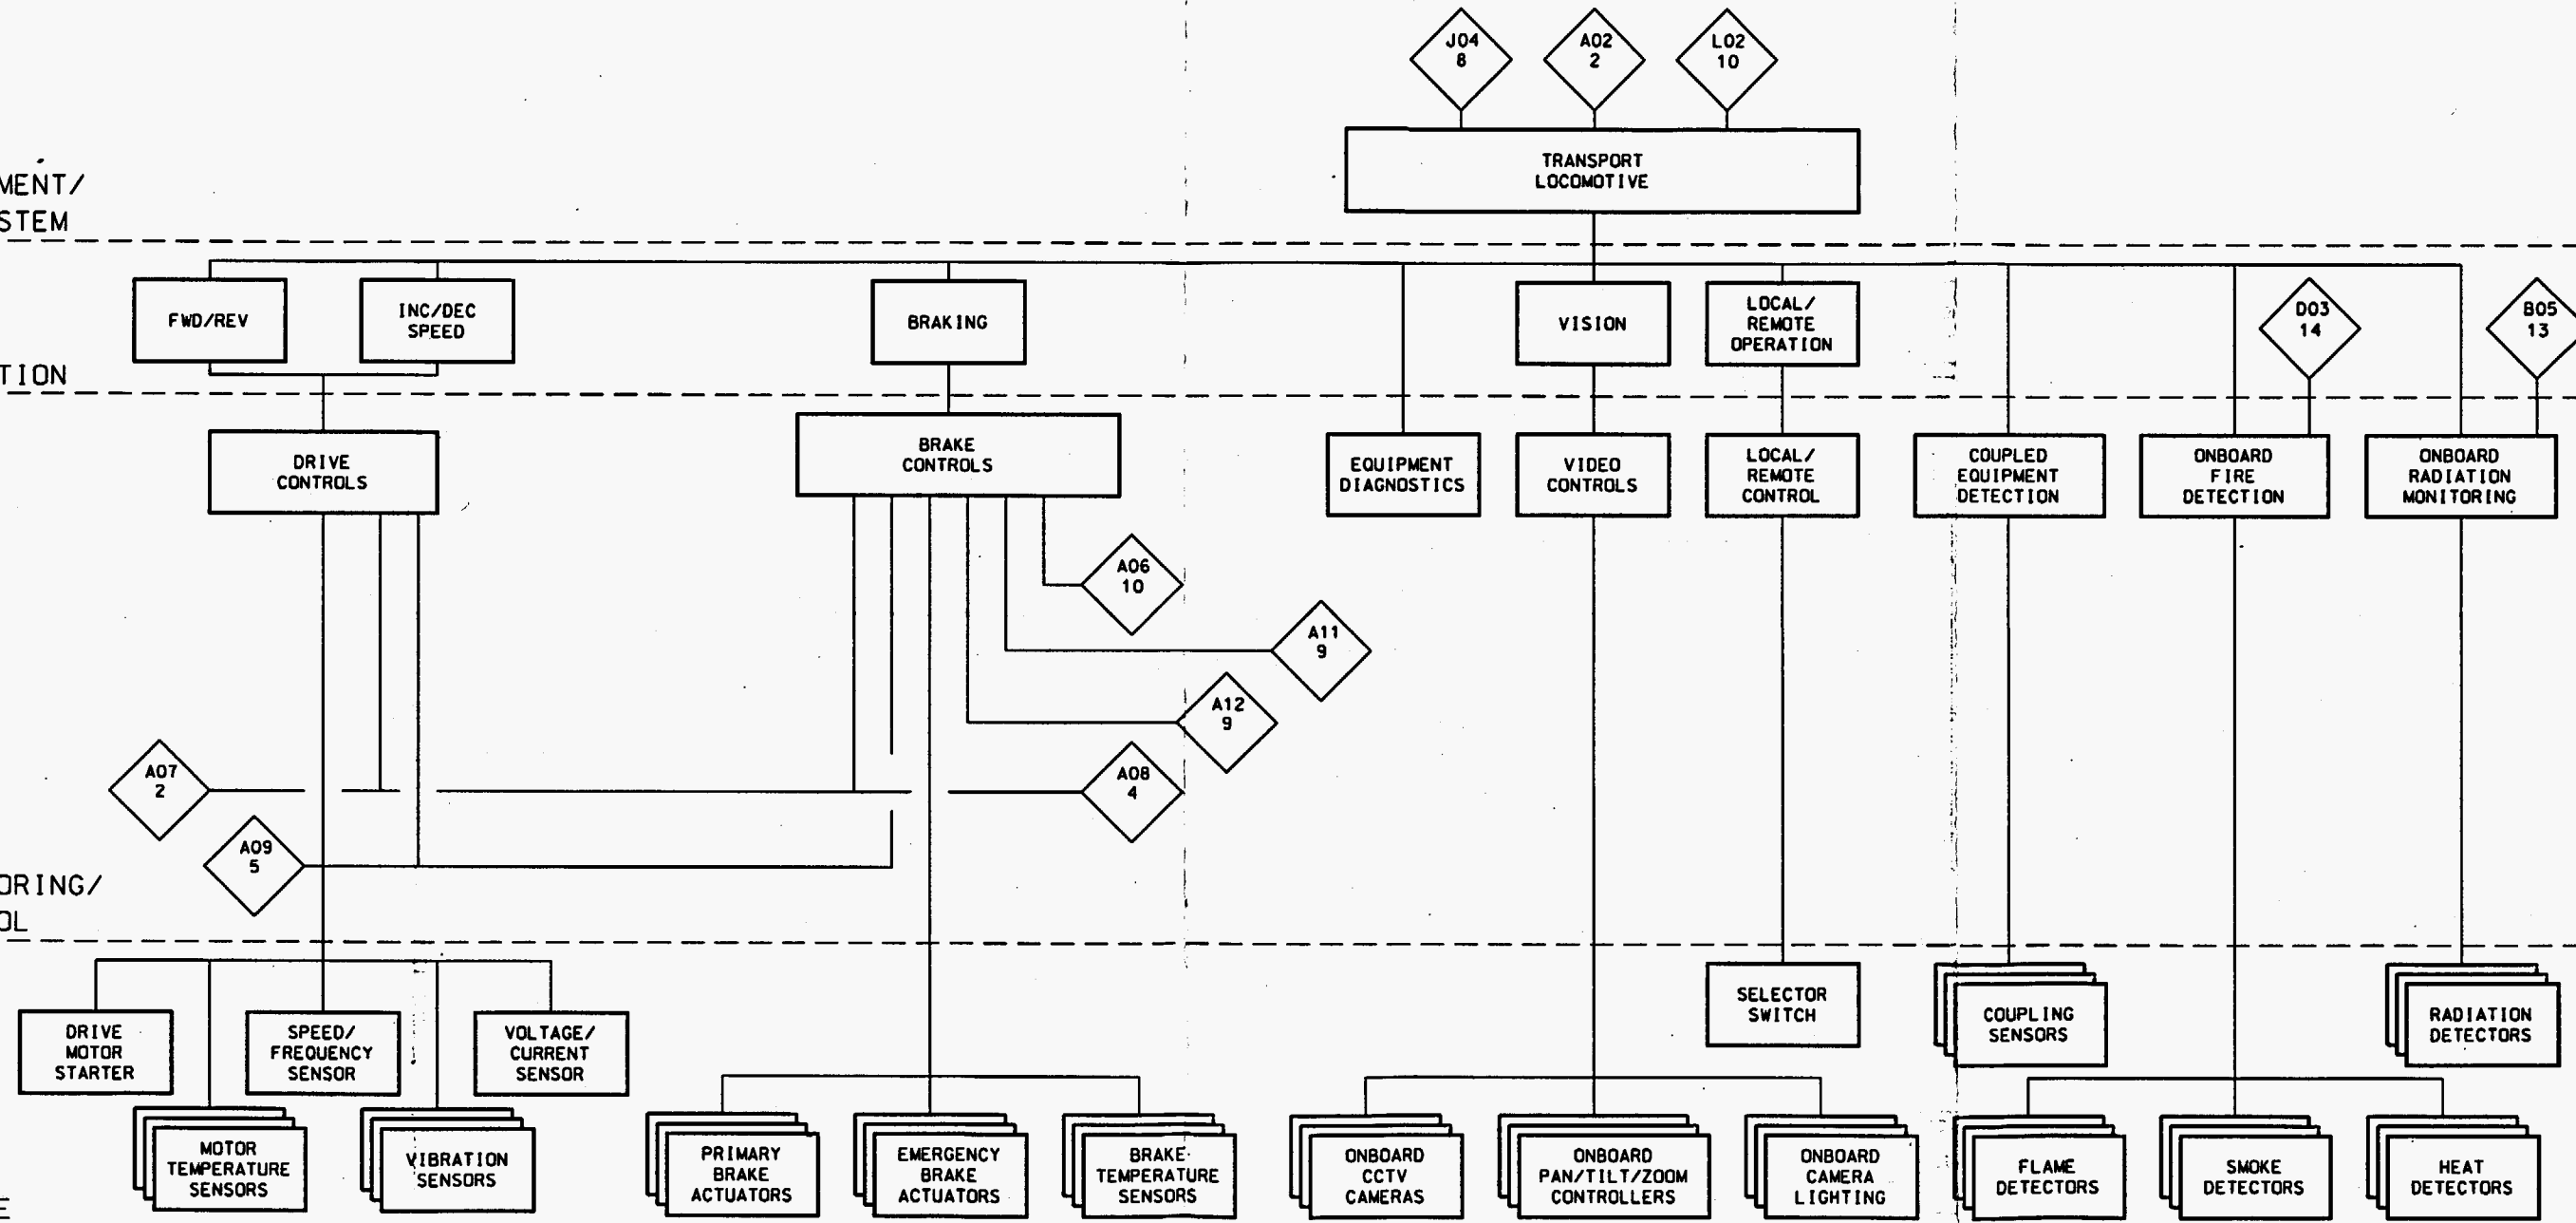 J04
8
A02
2
L02
10
TRANSPORT
LOCOMOTIVE
MENT/
STEM
FWD/REV
INC/DEC
SPEED
BRAKING
VISION
LOCAL/
REMOTE
OPERATION
D03
14
B05
13
TION
DRIVE
CONTROLS
BRAKE
CONTROLS
EQUIPMENT
DIAGNOSTICS
VIDEO
CONTROLS
LOCAL/
REMOTE
CONTROL
COUPLED
EQUIPMENT
DETECTION
ONBOARD
FIRE
DETECTION
ONBOARD
RADIATION
MONITORING
A06
10
A11
9
A12
9
A07
2
A08
4
A09
5
ORING/
OL
DRIVE
MOTOR
STARTER
SPEED/
FREQUENCY
SENSOR
VOLTAGE/
CURRENT
SENSOR
SELECTOR
SWITCH
COUPLING
SENSORS
RADIATION
DETECTORS
MOTOR
TEMPERATURE
SENSORS
VIBRATION
SENSORS
PRIMARY
BRAKE
ACTUATORS
EMERGENCY
BRAKE
ACTUATORS
BRAKE
TEMPERATURE
SENSORS
ONBOARD
CCTV
CAMERAS
ONBOARD
PAN/TILT/ZOOM
CONTROLLERS
ONBOARD
CAMERA
LIGHTING
FLAME
DETECTORS
SMOKE
DETECTORS
HEAT
DETECTORS
E